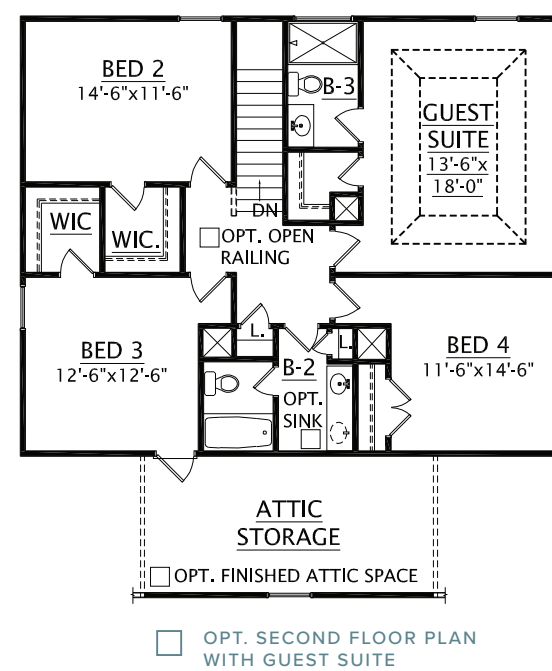 BED 2
14'-6"x11'-6"
B-3
GUEST
SUITE
13'-6"x
18'-0"
DN
WIC
WIC.
OPT. OPEN
RAILING
L.
L.
BED 3
12'-6"x12'-6"
B-2
OPT.
SINK
BED 4
11'-6"x14'-6"
ATTIC
STORAGE
OPT. FINISHED ATTIC SPACE
OPT. SECOND FLOOR PLAN
WITH GUEST SUITE